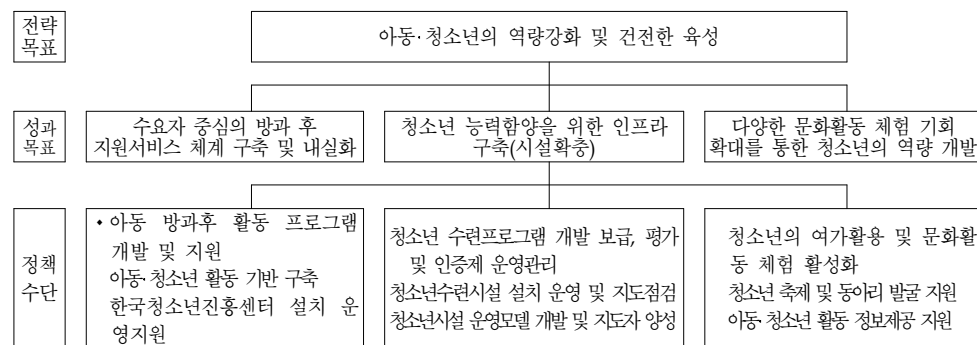 전략
목표
아동·청소년의 역량강화 및 건전한 육성
성과
목표
수요자 중심의 방과 후
지원서비스 체계 구축 및 내실화
청소년 능력함양을 위한 인프라
구축(시설확충)
다양한 문화활동 체험 기회
확대를 통한 청소년의 역량 개발
정책
수단
• 아동 방과후 활동 프로그램
개발 및 지원
아동·청소년 활동 기반 구축
한국청소년진흥센터 설치 운
영지원
청소년 수련프로그램 개발 보급, 평가
및 인증제 운영관리
청소년수련시설 설치 운영 및 지도점검
청소년시설 운영모델 개발 및 지도자 양성
청소년의 여가활용 및 문화활
동 체험 활성화
청소년 축제 및 동아리 발굴 지원
아동·청소년 활동 정보제공 지원